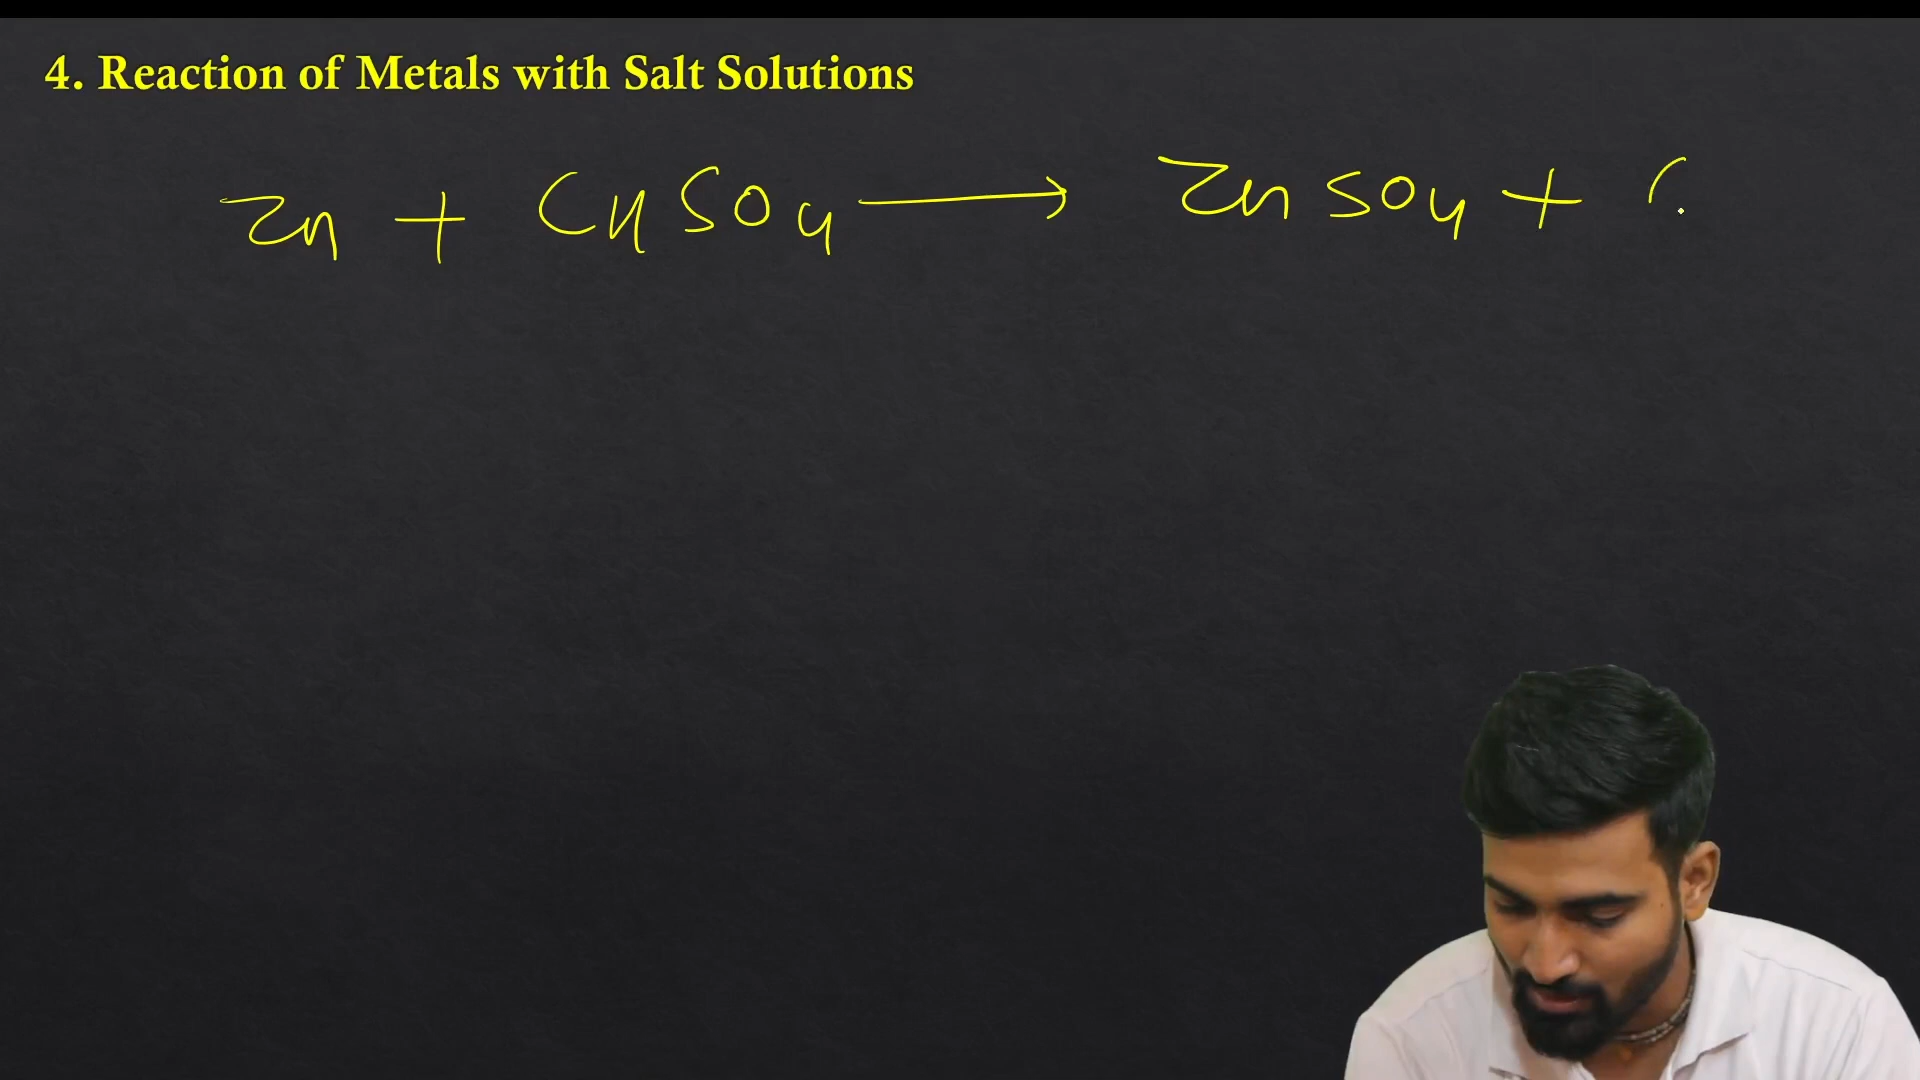 4. Reaction of Metals with Salt Solutions
Zn + CuSO4 → ZnSO4 + C